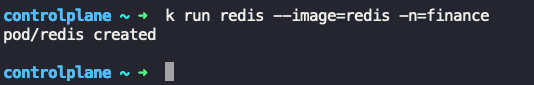 controlplane ~ → k run redis --image=redis -n=finance
pod/redis created
controlplane ~ →